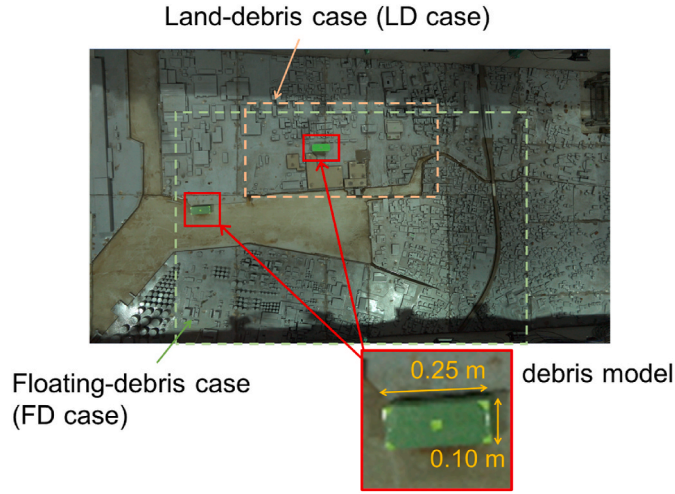 Land-debris case (LD case)
Floating-debris case
(FD case)
debris model
0.25 m
0.10 m